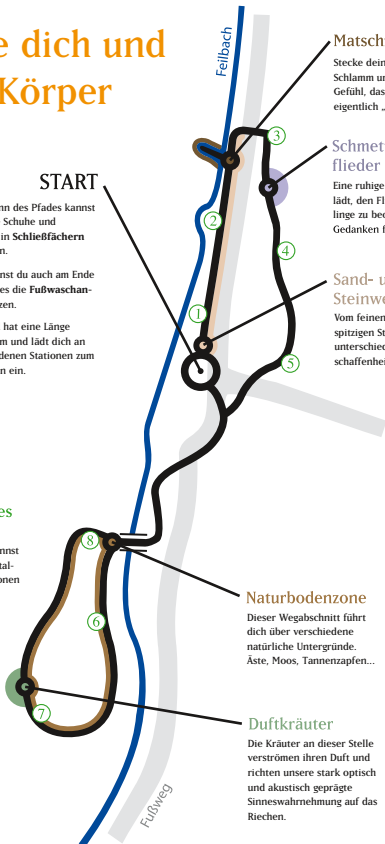 e dich und
Körper
Feilbach
START
nn des Pfades kannst
Schuhe und
in Schließfächern
n.
nst du auch am Ende
es die Fußwaschan-
zen.
hat eine Länge
m und lädt dich an
denen Stationen zum
n ein.
Matsch
Stecke dein
Schlamm un
Gefühl, das
eigentlich „
Schmet
flieder
Eine ruhige
lädt, den Fl
linge zu bec
Gedanken f
Sand- u
Steinwe
Vom feiner
spitzigen St
unterschied
schaffenhei
3
2
4
1
5
es
nnst
tal-
onen
8
6
7
Naturbodenzone
Dieser Wegabschnitt führt
dich über verschiedene
natürliche Untergründe.
Äste, Moos, Tannenzapfen...
Duftkräuter
Die Kräuter an dieser Stelle
verströmen ihren Duft und
richten unsere stark optisch
und akustisch geprägte
Sinneswahrnehmung auf das
Riechen.
Fußweg